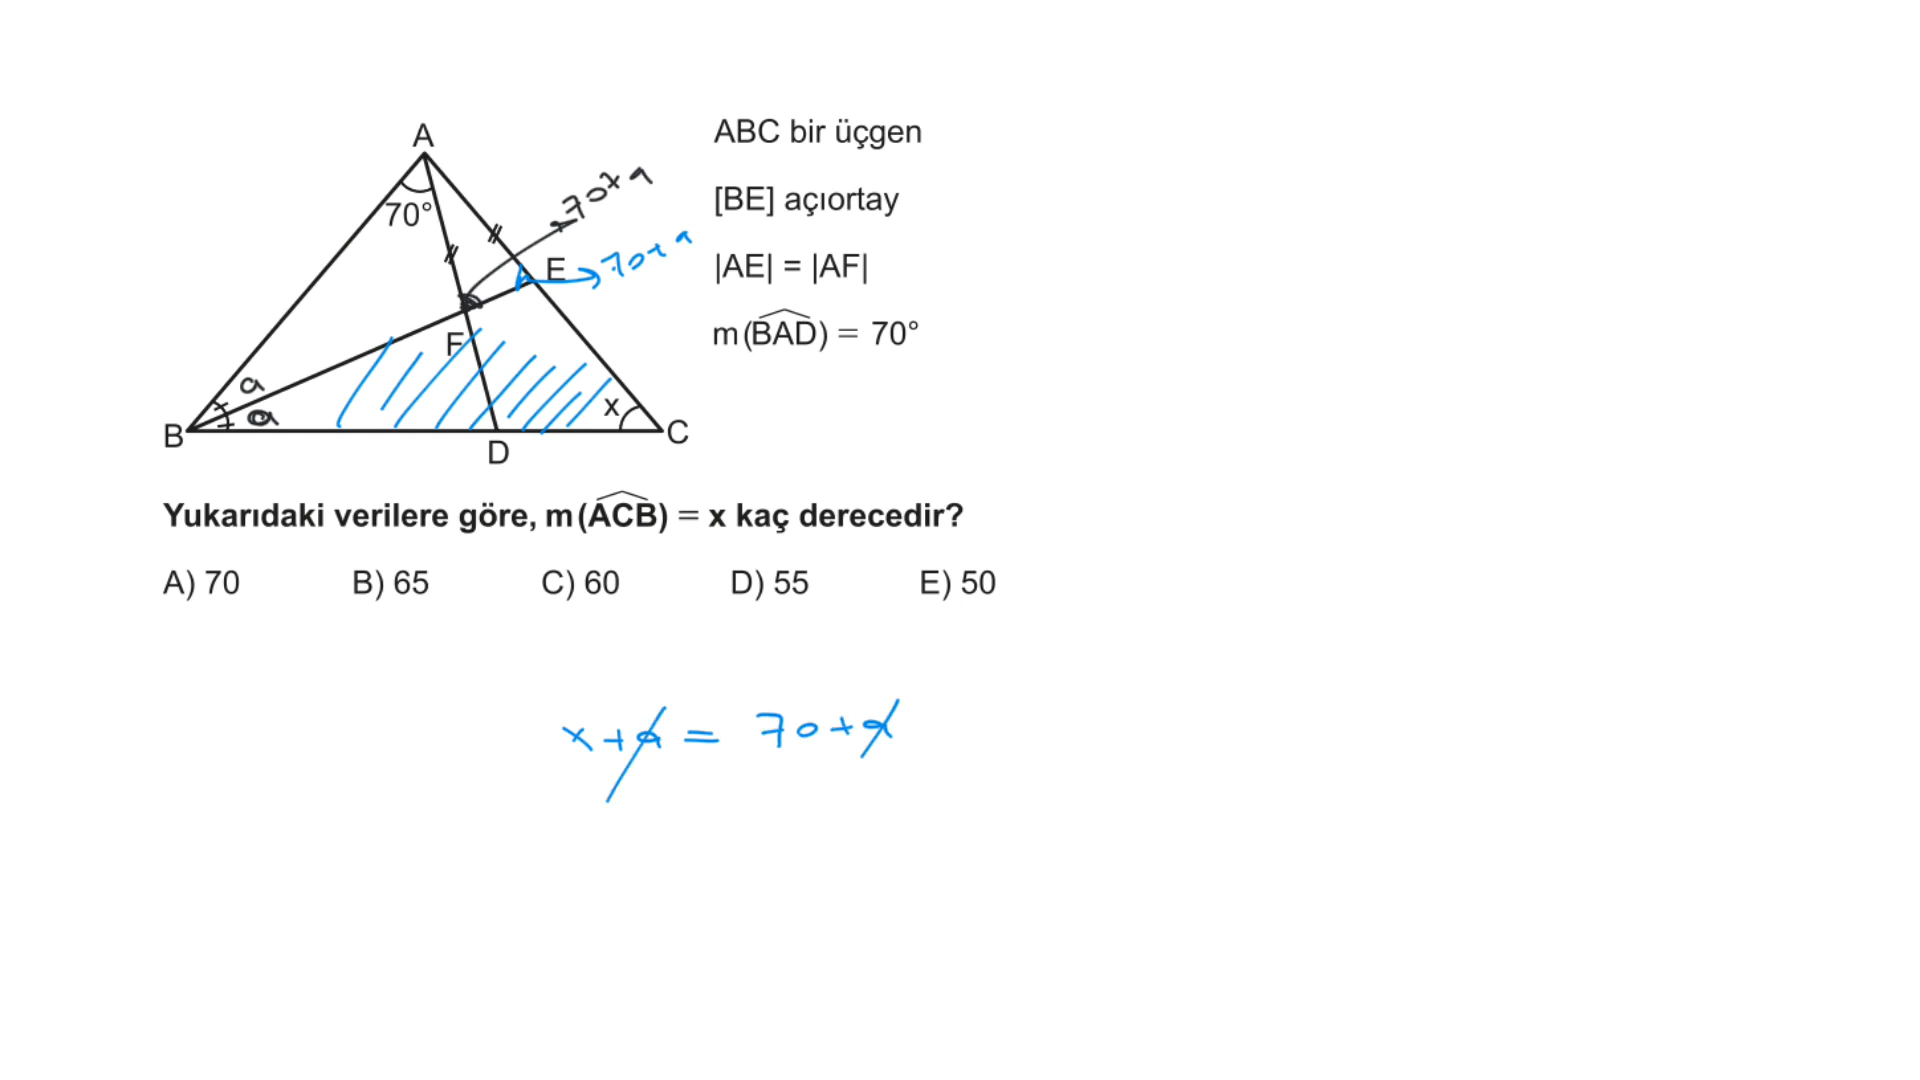 A
70°
70+a
E
70+a
F
a
a
x
B
C
D
ABC bir üçgen
[BE] açıortay
|AE| = |AF|
m(BAD) = 70°
Yukarıdaki verilere göre, m(ACB) = x kaç derecedir?
A) 70 B) 65 C) 60 D) 55 E) 50
x+a = 70+a